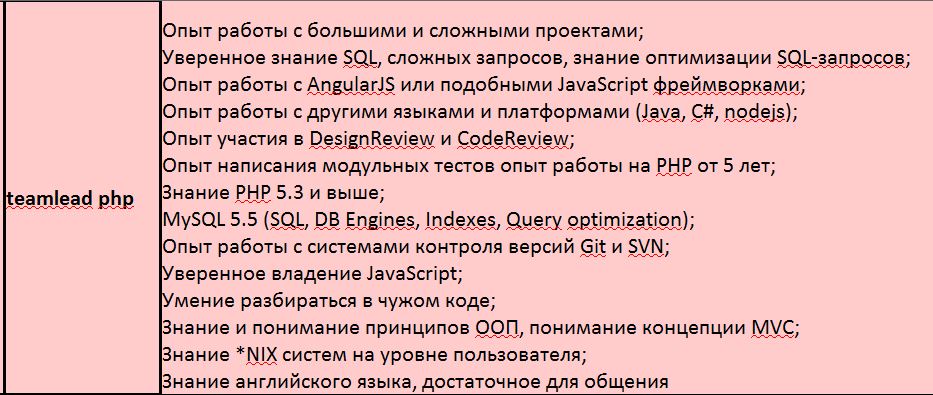 teamlead php
Опыт работы с большими и сложными проектами;
Уверенное знание SQL, сложных запросов, знание оптимизации SQL-запросов;
Опыт работы с AngularJS или подобными JavaScript фреймворками;
Опыт работы с другими языками и платформами (Java, C#, nodejs);
Опыт участия в DesignReview и CodeReview;
Опыт написания модульных тестов опыт работы на PHP от 5 лет;
Знание PHP 5.3 и выше;
MySQL 5.5 (SQL, DB Engines, Indexes, Query optimization);
Опыт работы с системами контроля версий Git и SVN;
Уверенное владение JavaScript;
Умение разбираться в чужом коде;
Знание и понимание принципов ООП, понимание концепции MVC;
Знание *NIX систем на уровне пользователя;
Знание английского языка, достаточное для общения